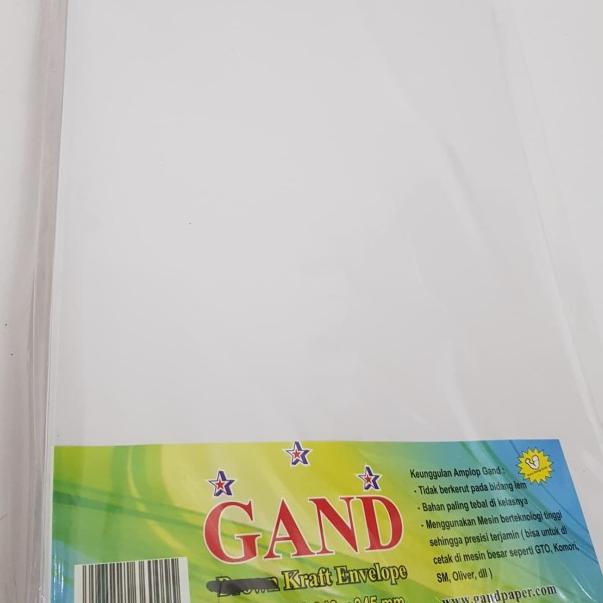 GAND
Brown Kraft Envelope
Keunggulan Amplop Gand :
- Tidak berkerut pada bidang lem
- Bahan paling tebal di kelasnya
- Menggunakan Mesin berteknologi tinggi
sehingga presisi terjamin ( bisa untuk di
cetak di mesin besar seperti GTO, Komori,
SM, Oliver, dll )
www.gandpaper.com
mm